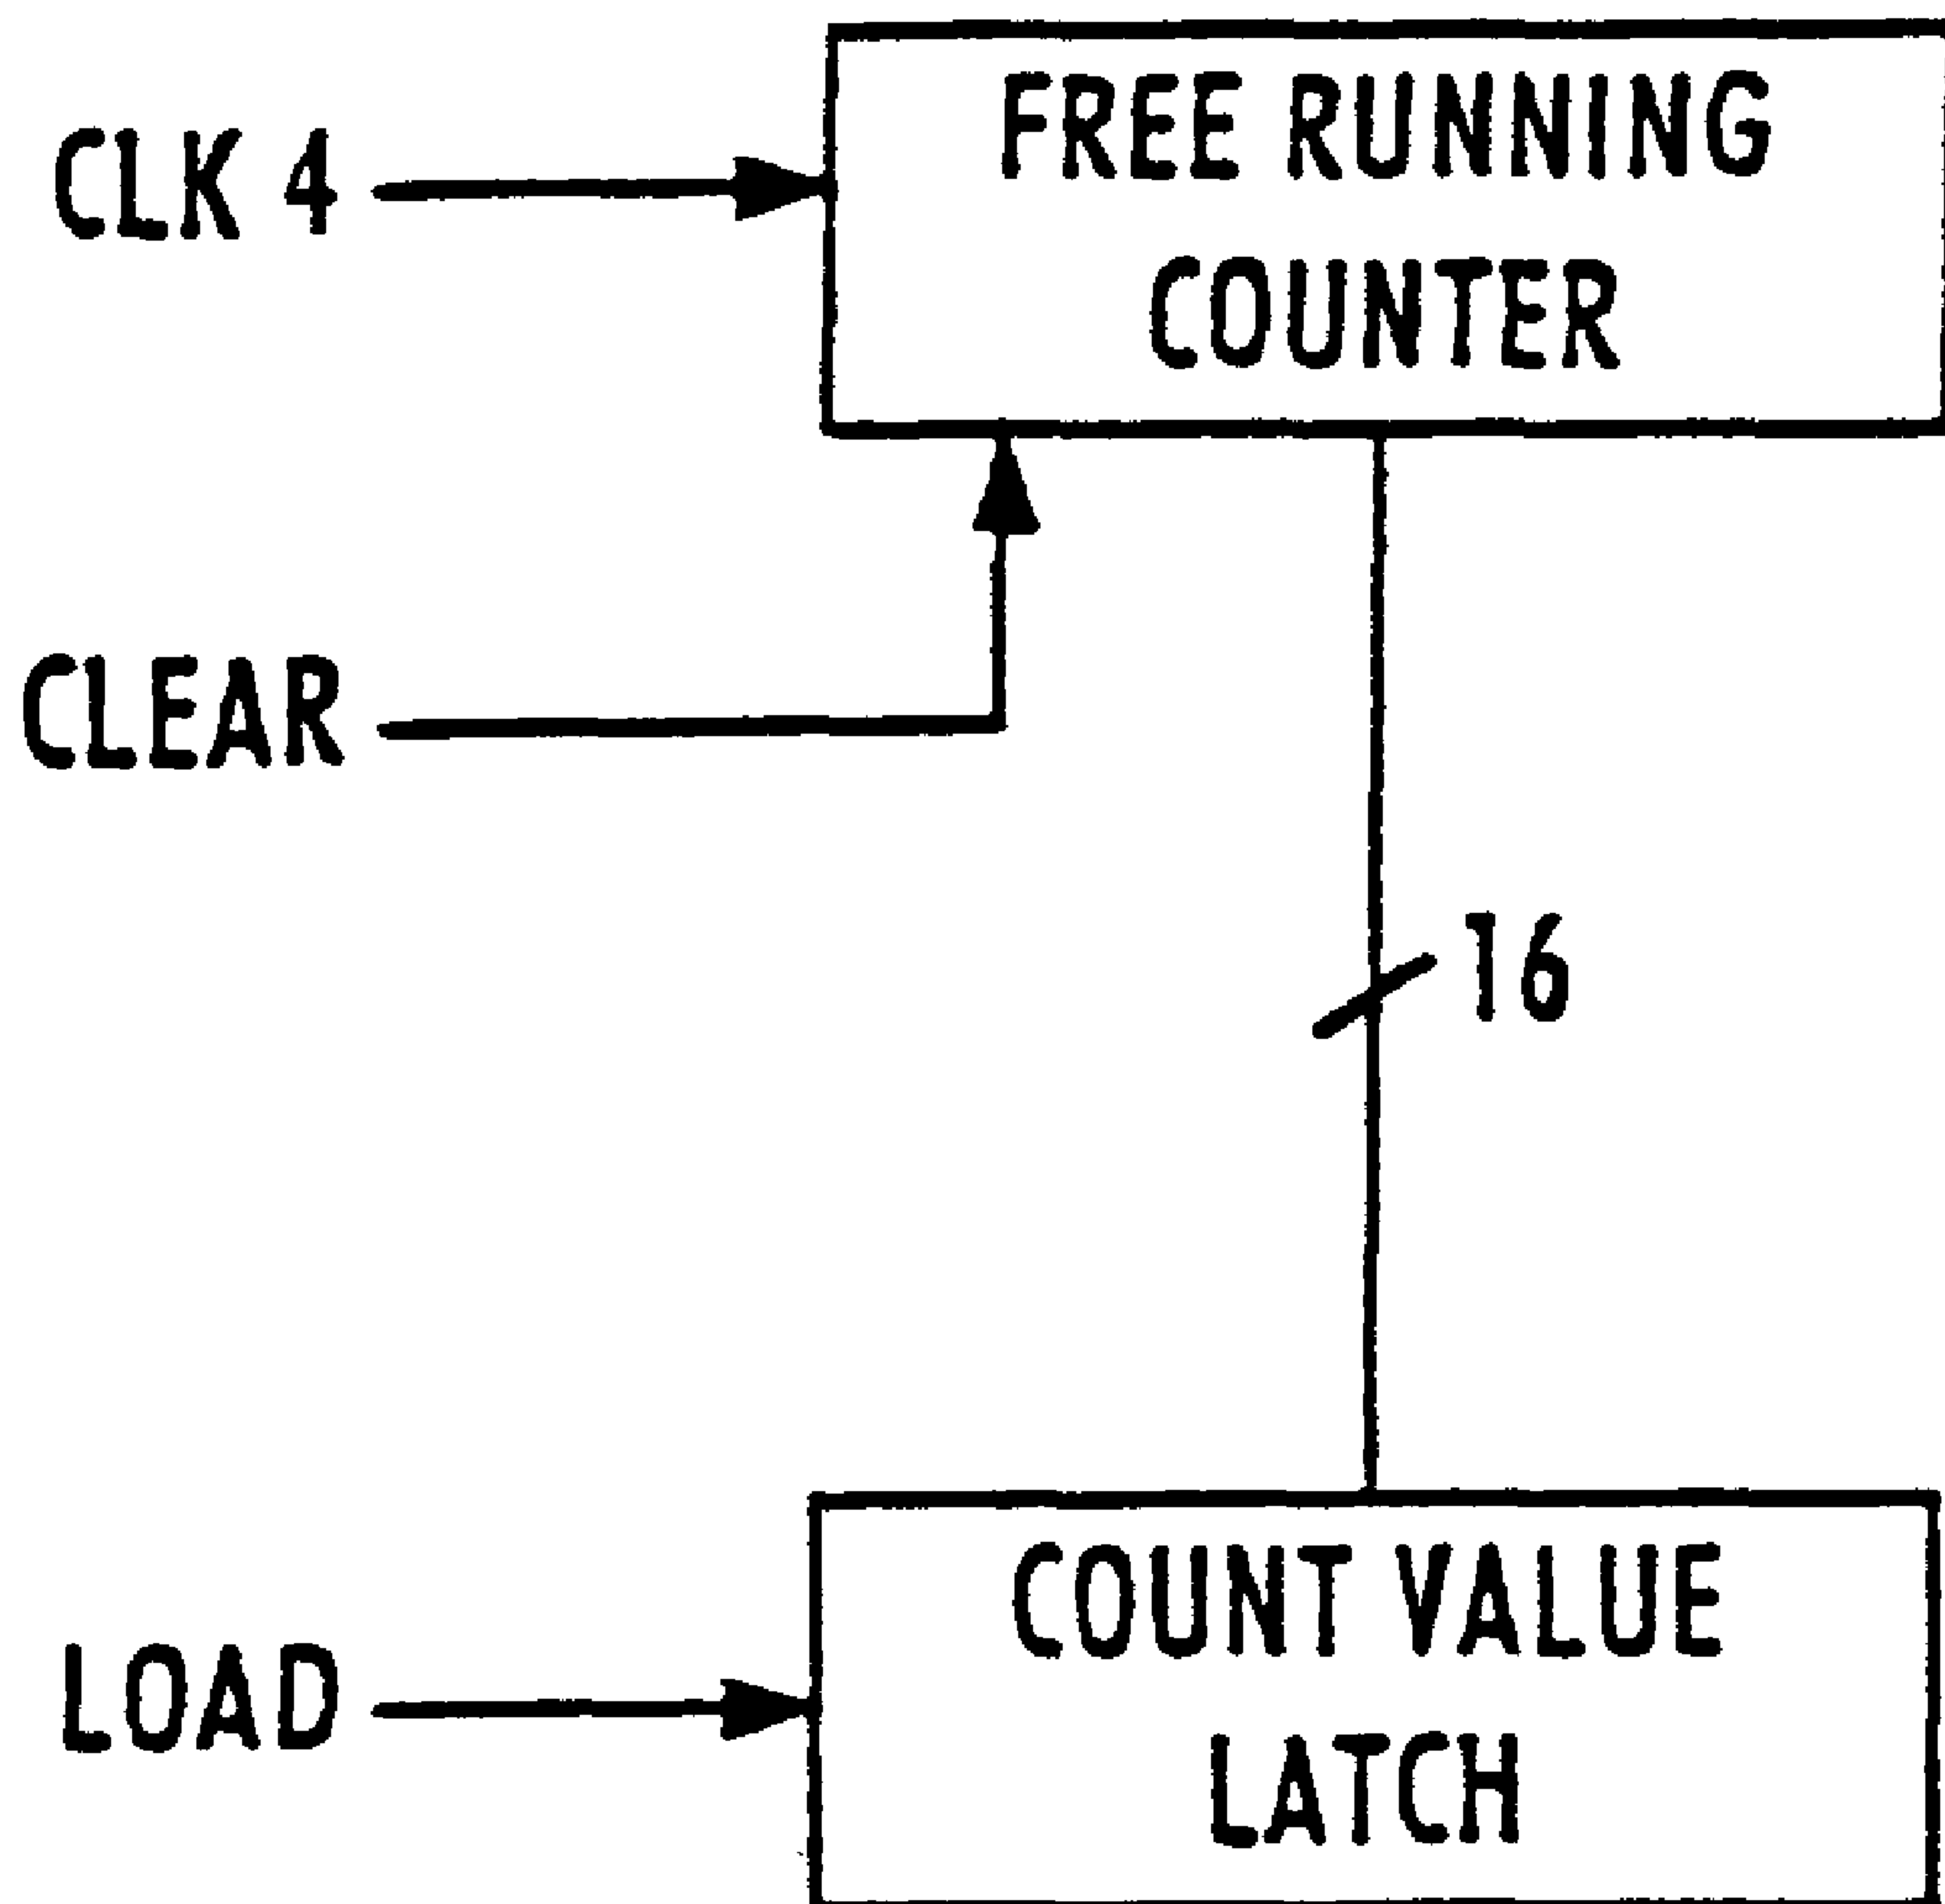 CLK 4
FREE RUNNING
COUNTER
CLEAR
16
COUNT VALUE
LATCH
LOAD